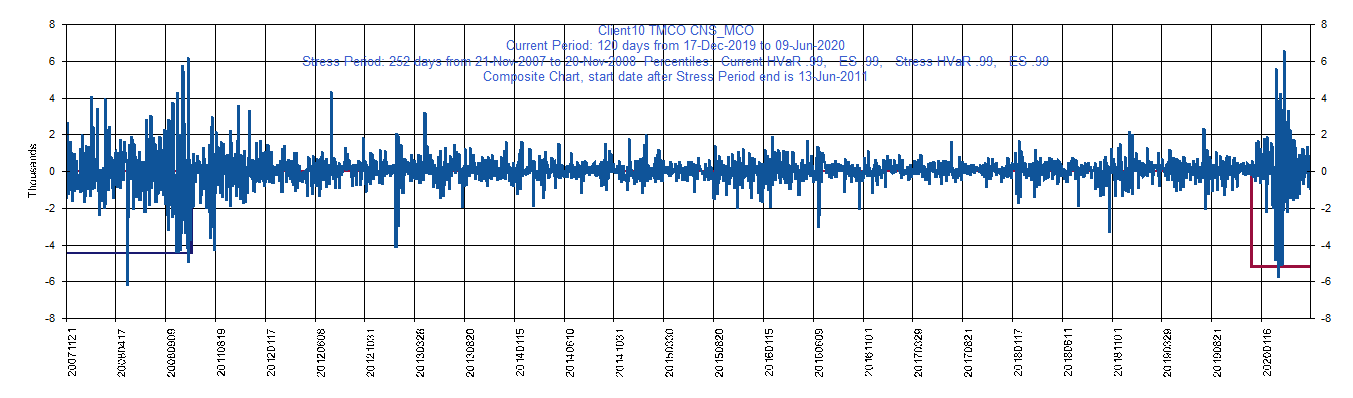 Client10 TMCO CNS_MCO
Current Period: 120 days from 17-Dec-2019 to 09-Jun-2020
Stress Period: 252 days from 21-Nov-2007 to 20-Nov-2008 Percentiles: Current HVaR .99, ES .99, Stress HVaR .99, ES .99
Composite Chart, start date after Stress Period end is 13-Jun-2011
8 8
6 6
4 4
2 2
0 0
-2 -2
-4 -4
-6 -6
-8 -8
Thousands
20071121 20080417 20080909 20110819 20120117 20120608 20121031 20130328 20130820 20140115 20140610 20141031 20150330 20150820 20160115 20160609 20161101 20170329 20170821 20180117 20180611 20181101 20190329 20190821 20200116